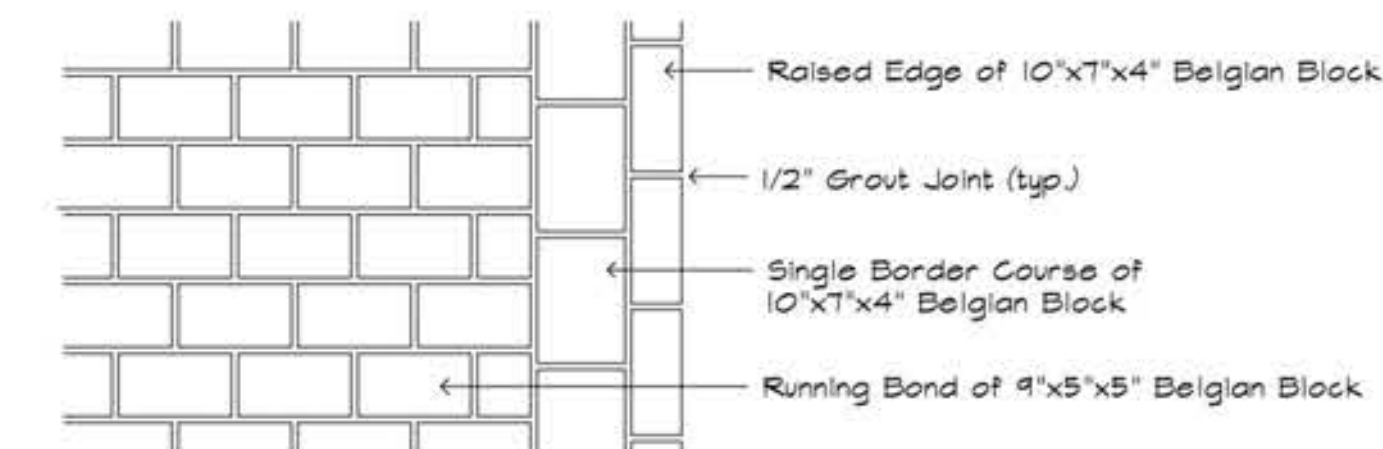 Raised Edge of 10"x7"x4" Belgian Block
1/2" Grout Joint (typ.)
Single Border Course of
10"x7"x4" Belgian Block
Running Bond of 9"x5"x5" Belgian Block